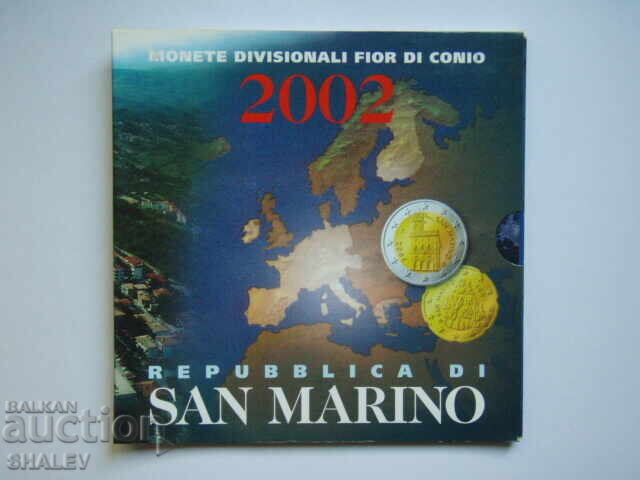 MONETE DIVISIONALI FIOR DI CONIO
2002
REPUBBLICA DI
SAN MARINO
BALKAN
auction
SHALEV